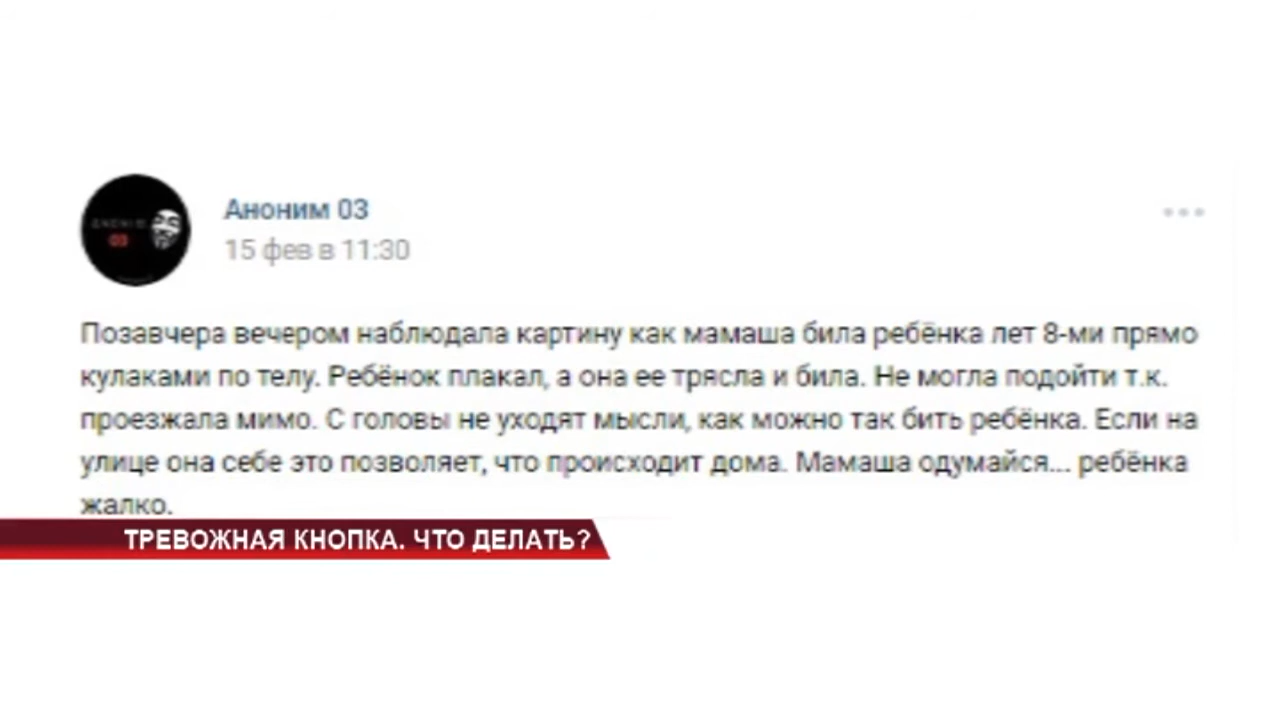 Аноним 03
15 фев в 11:30
03
Позавчера вечером наблюдала картину как мамаша била ребёнка лет 8-ми прямо
кулаками по телу. Ребёнок плакал, а она ее трясла и била. Не могла подойти т.к.
проезжала мимо. С головы не уходят мысли, как можно так бить ребёнка. Если на
улице она себе это позволяет, что происходит дома. Мамаша одумайся... ребёнка
жалко.
ТРЕВОЖНАЯ КНОПКА. ЧТО ДЕЛАТЬ?